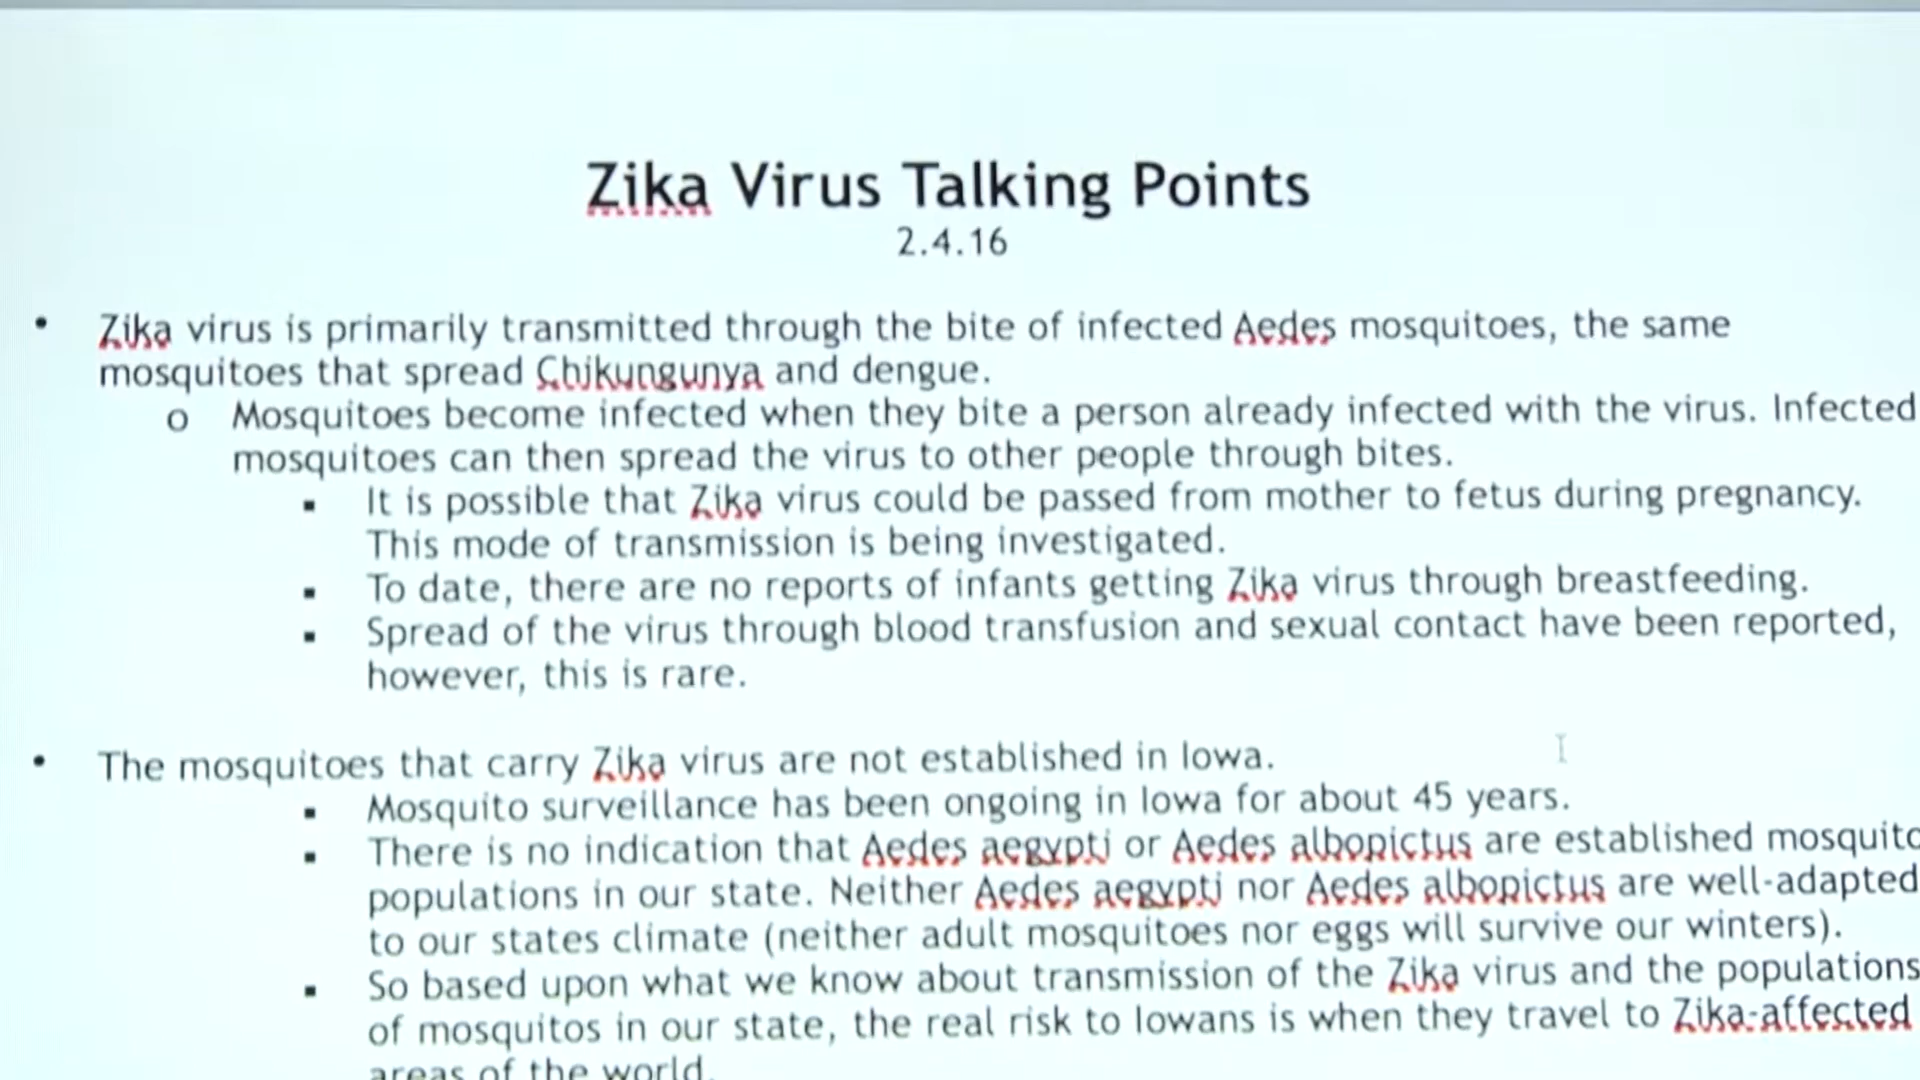 Zika Virus Talking Points
2.4.16
• Zika virus is primarily transmitted through the bite of infected Aedes mosquitoes, the same
mosquitoes that spread Chikungunya and dengue.
o Mosquitoes become infected when they bite a person already infected with the virus. Infected
mosquitoes can then spread the virus to other people through bites.
▪ It is possible that Zika virus could be passed from mother to fetus during pregnancy.
This mode of transmission is being investigated.
▪ To date, there are no reports of infants getting Zika virus through breastfeeding.
▪ Spread of the virus through blood transfusion and sexual contact have been reported,
however, this is rare.
• The mosquitoes that carry Zika virus are not established in Iowa.
▪ Mosquito surveillance has been ongoing in Iowa for about 45 years.
▪ There is no indication that Aedes aegypti or Aedes albopictus are established mosquito
populations in our state. Neither Aedes aegypti nor Aedes albopictus are well-adapted
to our states climate (neither adult mosquitoes nor eggs will survive our winters).
▪ So based upon what we know about transmission of the Zika virus and the populations
of mosquitos in our state, the real risk to Iowans is when they travel to Zika-affected
areas of the world.